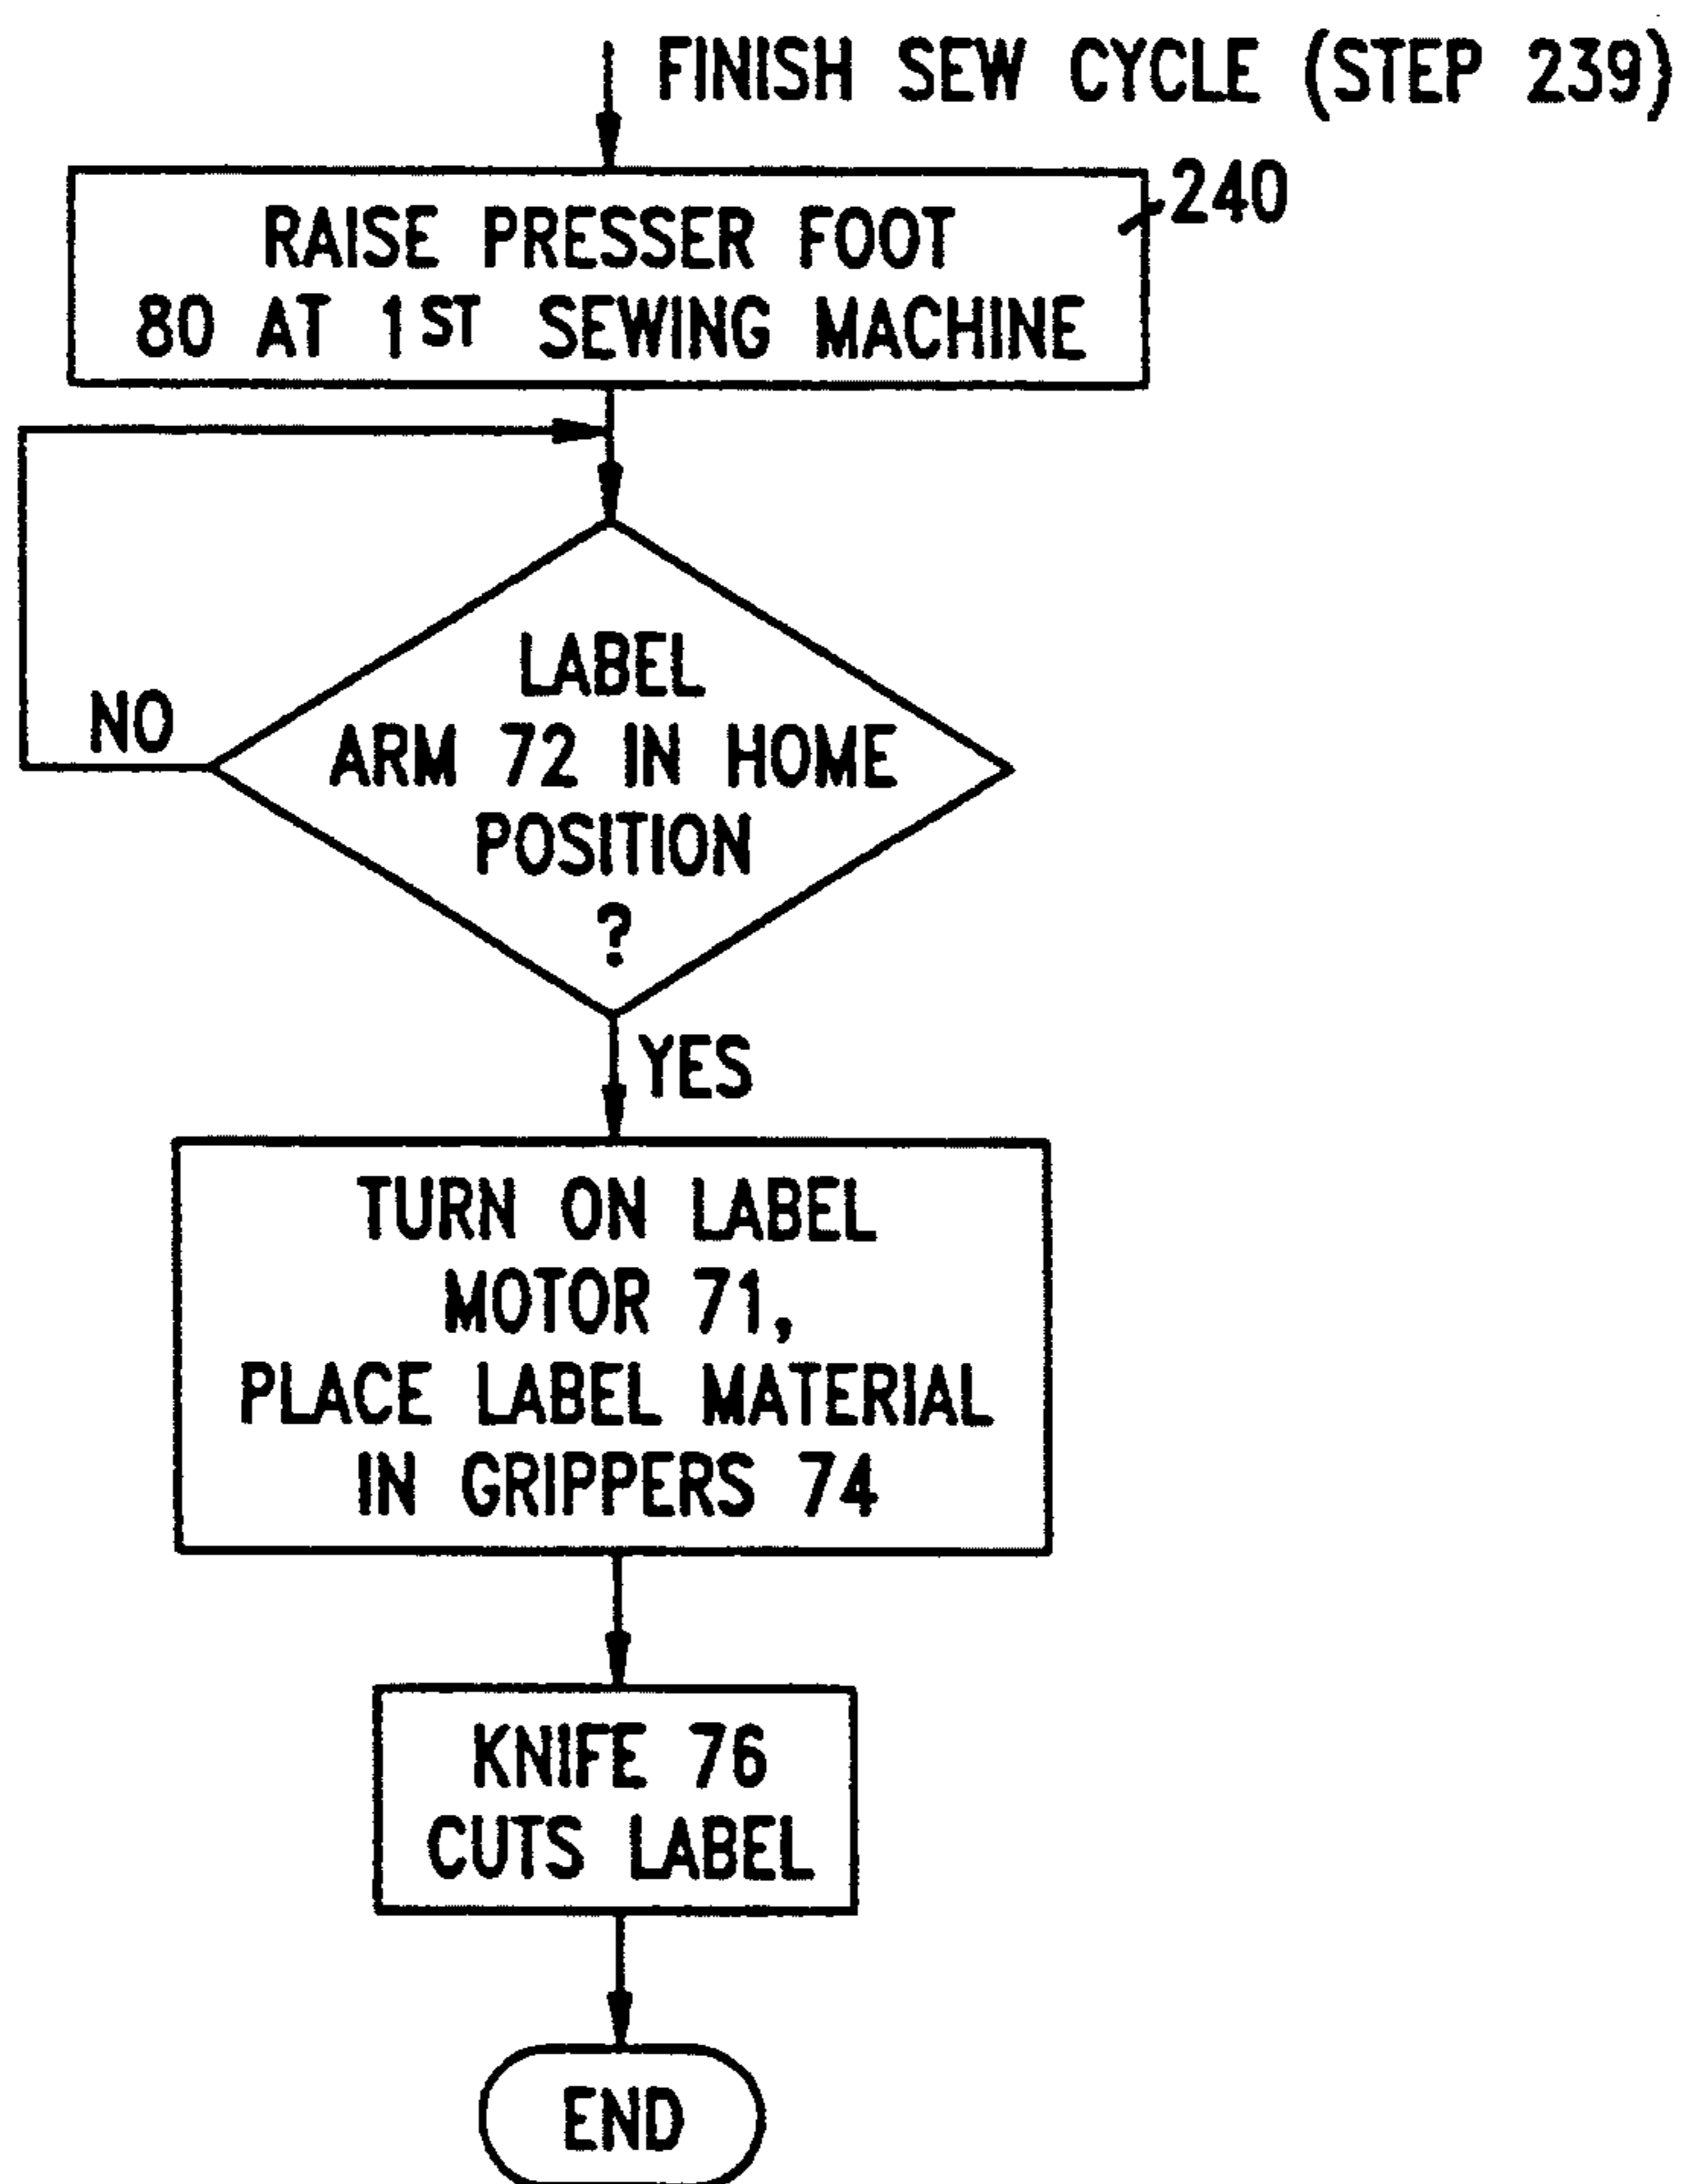 FINISH SEW CYCLE (STEP 239)
240
RAISE PRESSER FOOT
80 AT 1ST SEWING MACHINE
LABEL
ARM 72 IN HOME
POSITION
?
NO
YES
TURN ON LABEL
MOTOR 71,
PLACE LABEL MATERIAL
IN GRIPPERS 74
KNIFE 76
CUTS LABEL
END